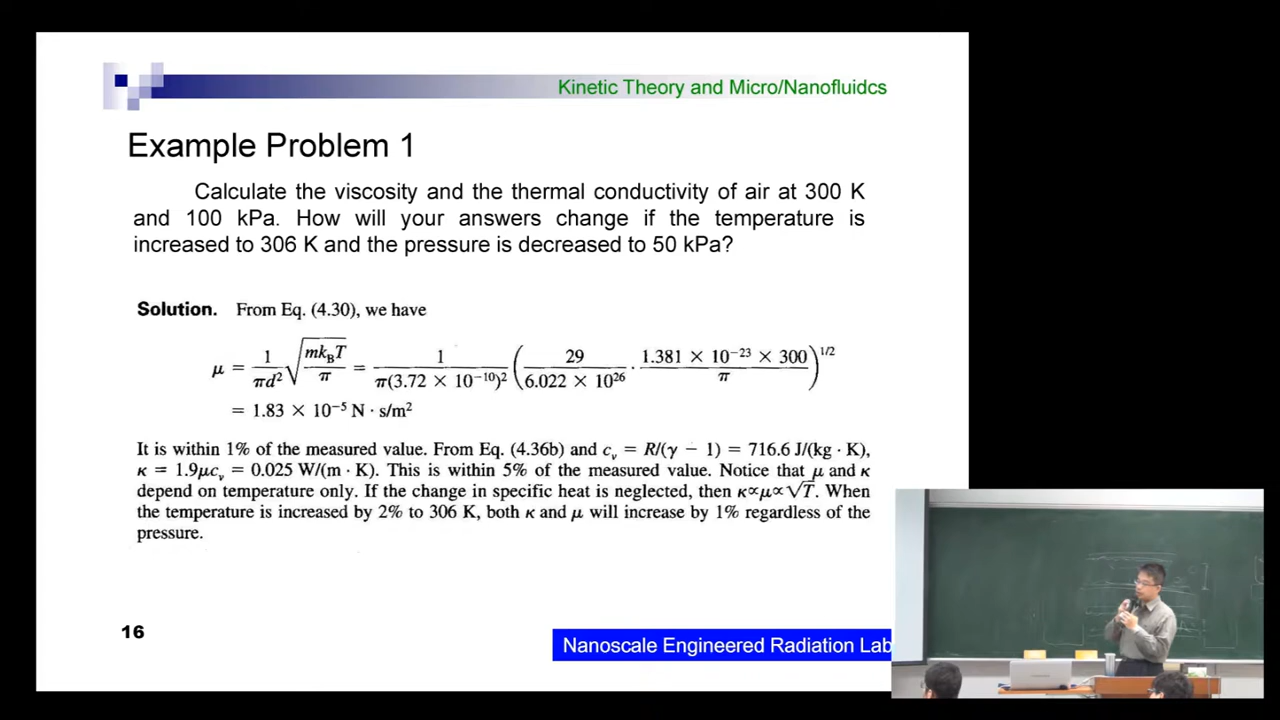 Kinetic Theory and Micro/Nanofluidcs
Example Problem 1
Calculate the viscosity and the thermal conductivity of air at 300 K
and 100 kPa. How will your answers change if the temperature is
increased to 306 K and the pressure is decreased to 50 kPa?
Solution. From Eq. (4.30), we have
μ = 1/(πd²) √(mk_BT/π) = 1/(π(3.72 × 10⁻¹⁰)²) (29/(6.022 × 10²⁶) · (1.381 × 10⁻²³ × 300)/π)^1/2
= 1.83 × 10⁻⁵ N · s/m²
It is within 1% of the measured value. From Eq. (4.36b) and c_v = R/(γ − 1) = 716.6 J/(kg · K),
κ = 1.9μc_v = 0.025 W/(m · K). This is within 5% of the measured value. Notice that μ and κ
depend on temperature only. If the change in specific heat is neglected, then κ∝μ∝√T. When
the temperature is increased by 2% to 306 K, both κ and μ will increase by 1% regardless of the
pressure.
16
Nanoscale Engineered Radiation Lab